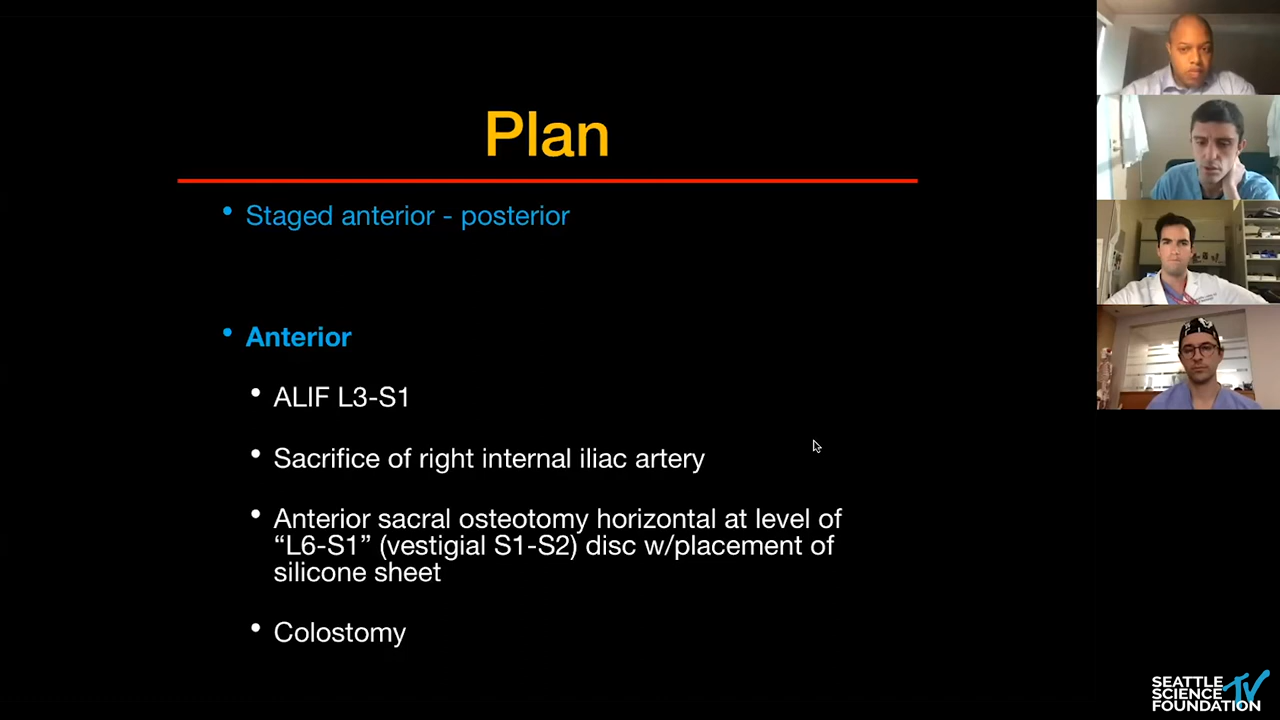 Plan
• Staged anterior - posterior
• Anterior
• ALIF L3-S1
• Sacrifice of right internal iliac artery
• Anterior sacral osteotomy horizontal at level of
“L6-S1” (vestigial S1-S2) disc w/placement of
silicone sheet
• Colostomy
SEATTLE
SCIENCE
FOUNDATION
TV